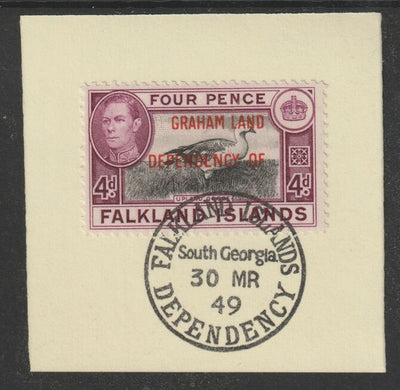 FOUR PENCE
GRAHAM LAND
DEPENDENCY OF
4d 4d
FALKLAND ISLANDS
FALKLAND ISLANDS
South Georgia
30 MR
49
DEPENDENCY